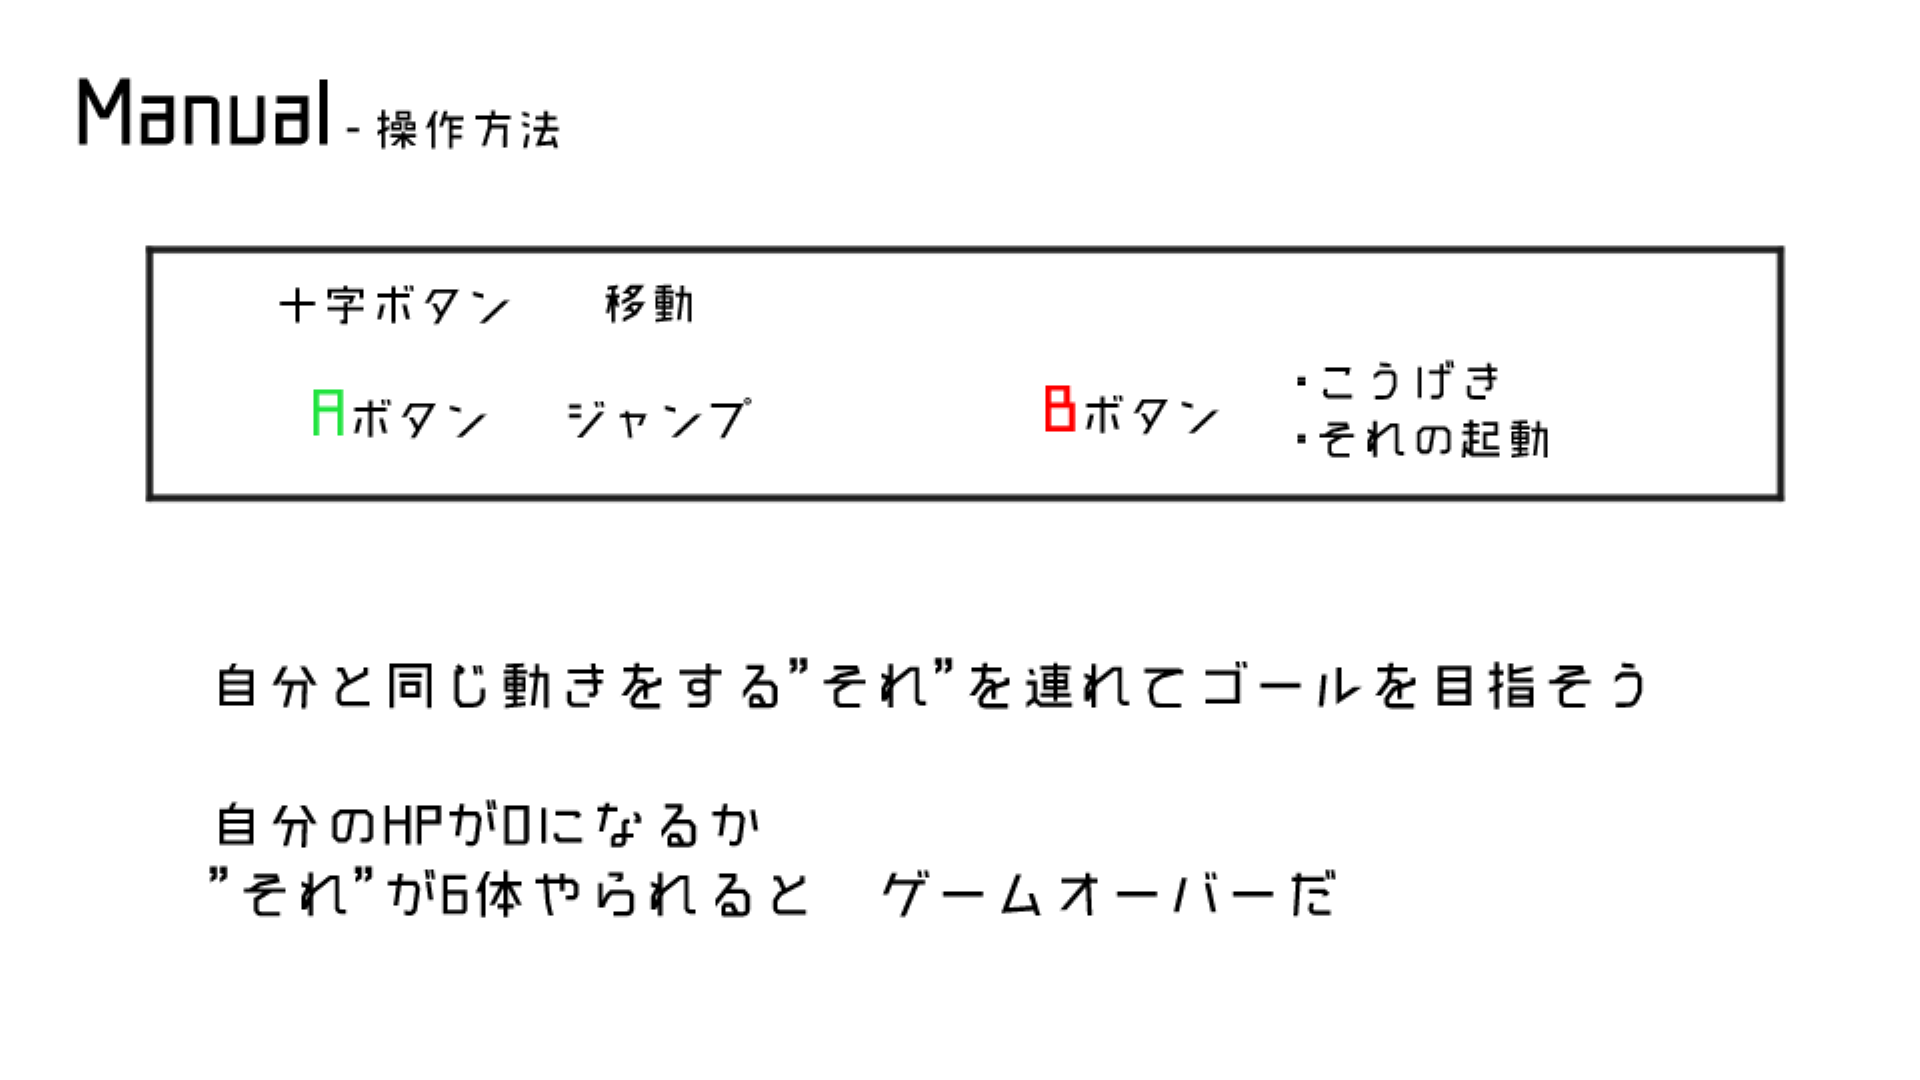 Manual - 操作方法
十字ボタン 移動
Aボタン ジャンプ
Bボタン ・こうげき
・それの起動
自分と同じ動きをする”それ”を連れてゴールを目指そう
自分のHPが0になるか
”それ”が6体やられると ゲームオーバーだ